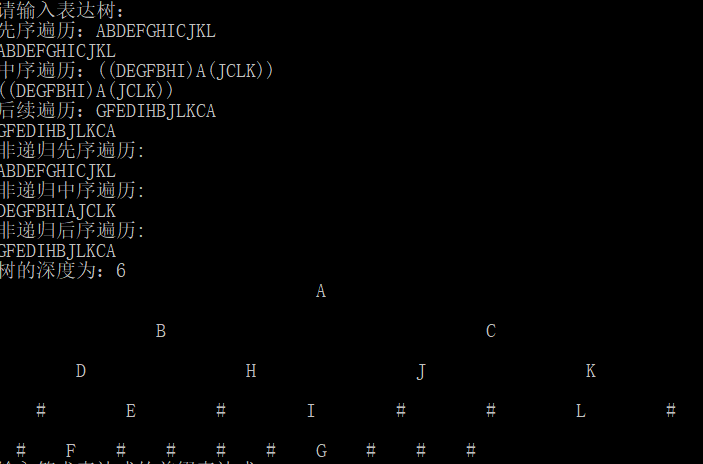 请输入表达树:
先序遍历: ABDEFGHICJKL
ABDEFGHICJKL
中序遍历: ((DEGFBHI)A(JCLK))
((DEGFBHI)A(JCLK))
后续遍历: GFEDIHBJLKCA
GFEDIHBJLKCA
非递归先序遍历:
ABDEFGHICJKL
非递归中序遍历:
DEGFBHIAJCLK
非递归后序遍历:
GFEDIHBJLKCA
树的深度为: 6
A
B C
D H J K
# E # I # # L #
# F # # # # G # # #